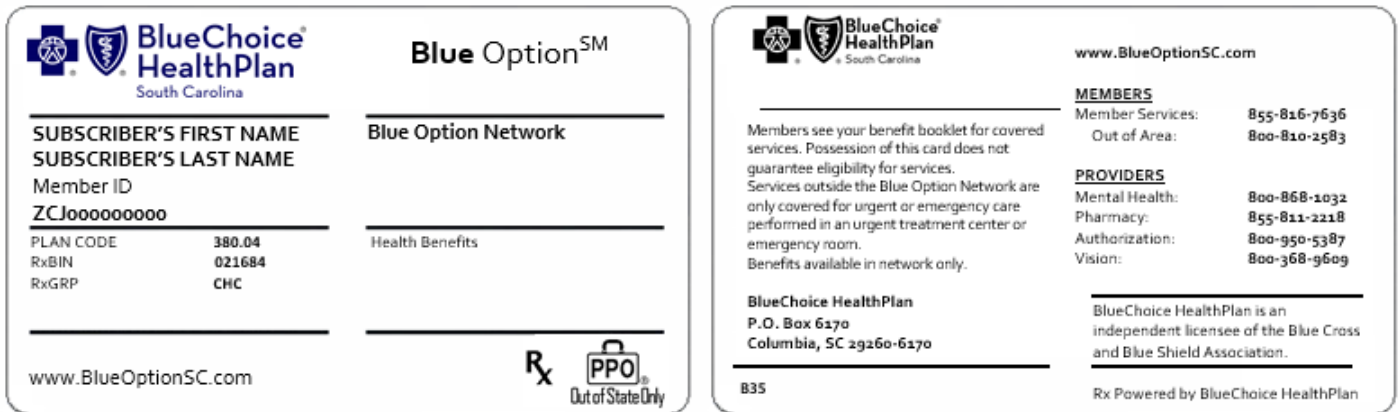 BlueChoice®
HealthPlan
South Carolina
Blue Option℠
SUBSCRIBER'S FIRST NAME
SUBSCRIBER'S LAST NAME
Member ID
ZCJ000000000
Blue Option Network
PLAN CODE 380.04
RxBIN 021684
RxGRP CHC
Health Benefits
www.BlueOptionSC.com
Rx
PPO®
Out of State Only
BlueChoice®
HealthPlan
South Carolina
Members see your benefit booklet for covered
services. Possession of this card does not
guarantee eligibility for services.
Services outside the Blue Option Network are
only covered for urgent or emergency care
performed in an urgent treatment center or
emergency room.
Benefits available in network only.
BlueChoice HealthPlan
P.O. Box 6170
Columbia, SC 29260-6170
B35
www.BlueOptionSC.com
MEMBERS
Member Services: 855-816-7636
Out of Area: 800-810-2583
PROVIDERS
Mental Health: 800-868-1032
Pharmacy: 855-811-2218
Authorization: 800-950-5387
Vision: 800-368-9609
BlueChoice HealthPlan is an
independent licensee of the Blue Cross
and Blue Shield Association.
Rx Powered by BlueChoice HealthPlan